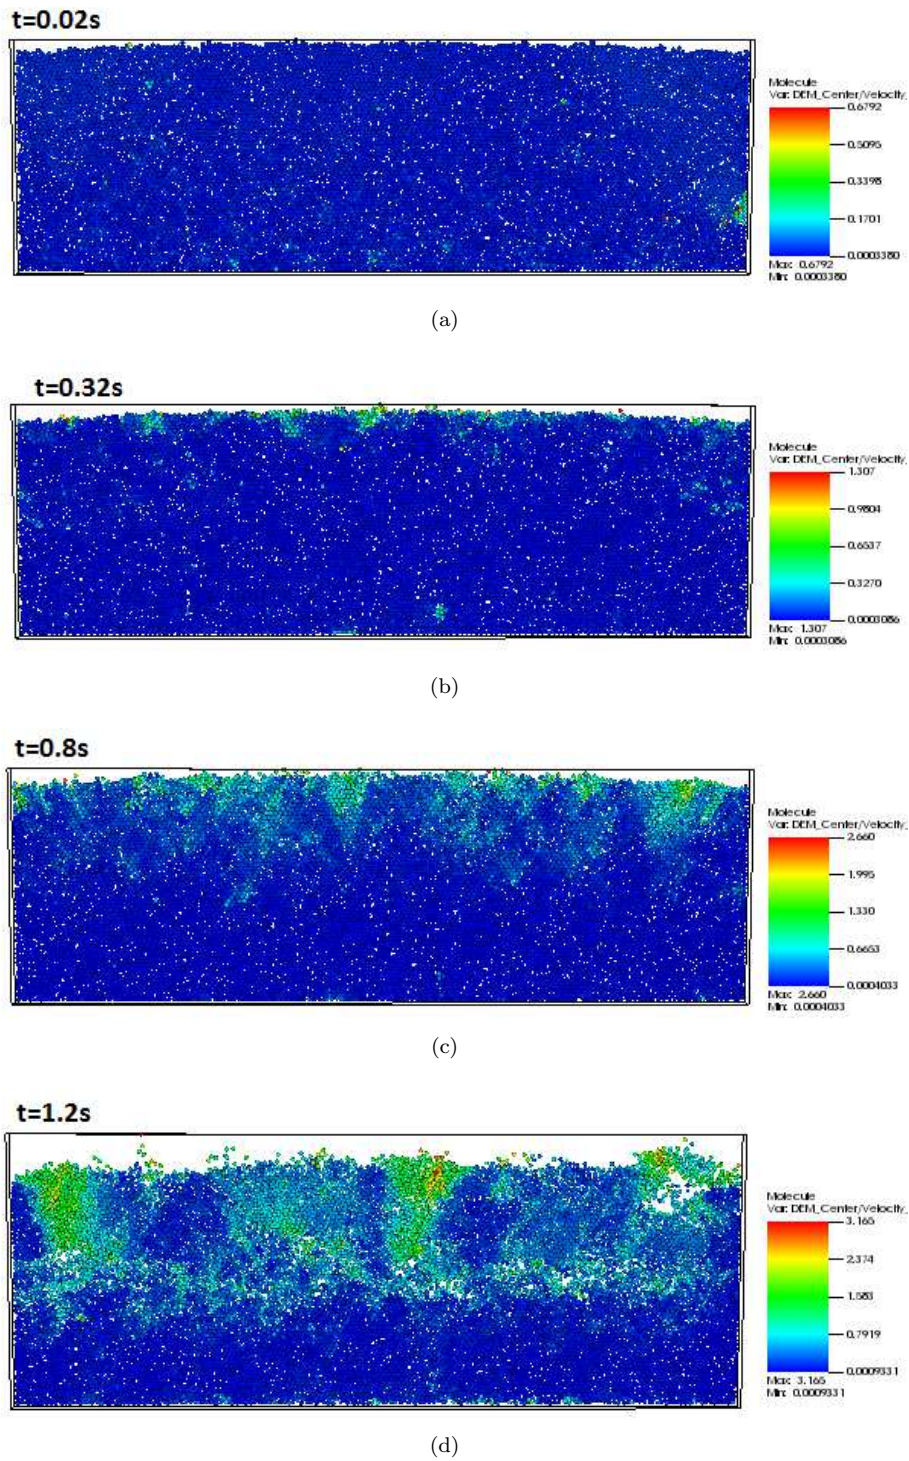 t=0.02s
Molecule
Var: DEM_Center/Velocity_
0.6792
0.5095
0.3398
0.1701
0.0003380
Max: 0.6792
Min: 0.0003380
(a)
t=0.32s
Molecule
Var: DEM_Center/Velocity_
1.307
0.9804
0.6537
0.3270
0.0003086
Max: 1.307
Min: 0.0003086
(b)
t=0.8s
Molecule
Var: DEM_Center/Velocity_
2.660
1.995
1.330
0.6653
0.0004033
Max: 2.660
Min: 0.0004033
(c)
t=1.2s
Molecule
Var: DEM_Center/Velocity_
3.165
2.374
1.583
0.7919
0.0009331
Max: 3.165
Min: 0.0009331
(d)